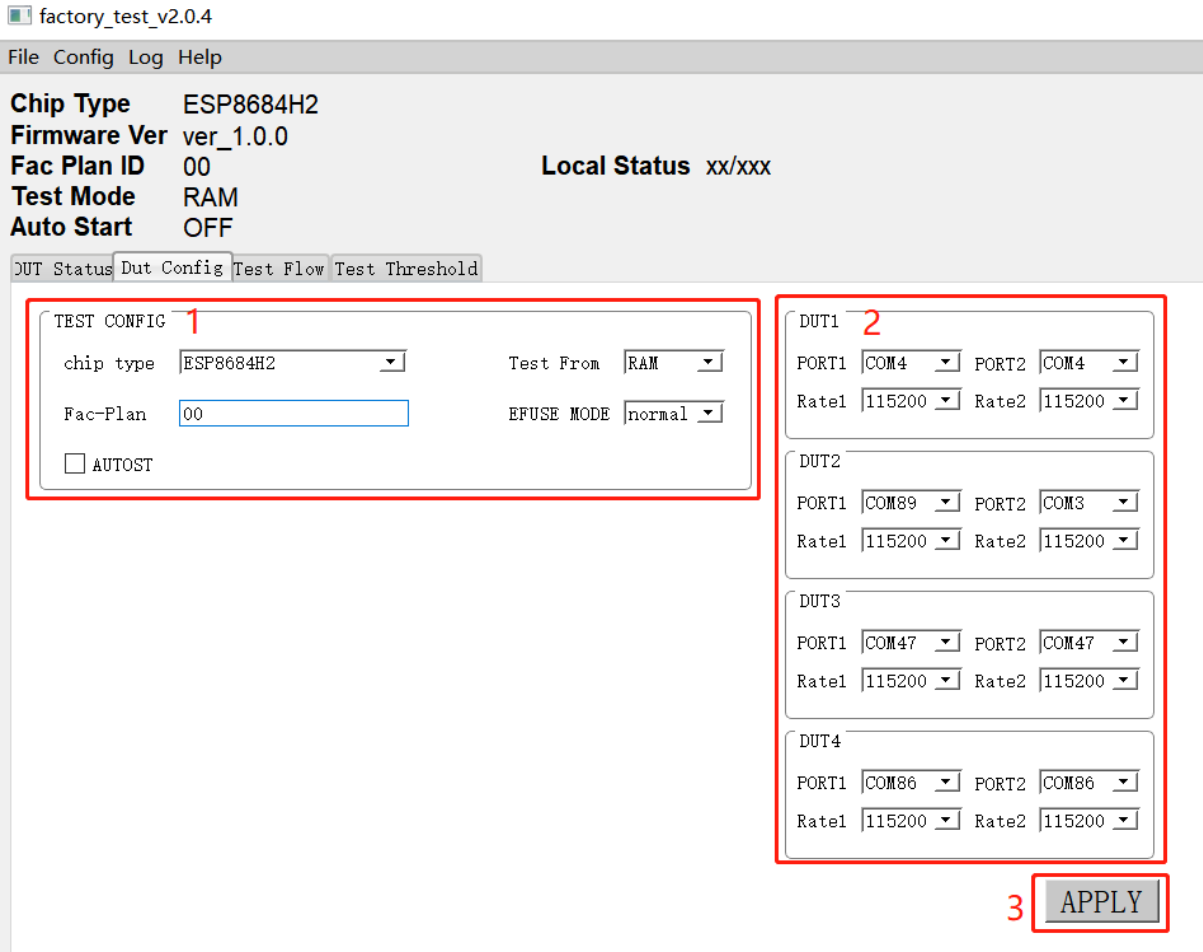 factory_test_v2.0.4
File Config Log Help
Chip Type ESP8684H2
Firmware Ver ver_1.0.0
Fac Plan ID 00
Local Status xx/xxx
Test Mode RAM
Auto Start OFF
DUT Status Dut Config Test Flow Test Threshold
TEST CONFIG 1
chip type ESP8684H2 Test From RAM
Fac-Plan 00 EFUSE MODE normal
AUTOST
DUT1 2
PORT1 COM4 PORT2 COM4
Rate1 115200 Rate2 115200
DUT2
PORT1 COM89 PORT2 COM3
Rate1 115200 Rate2 115200
DUT3
PORT1 COM47 PORT2 COM47
Rate1 115200 Rate2 115200
DUT4
PORT1 COM86 PORT2 COM86
Rate1 115200 Rate2 115200
3 APPLY